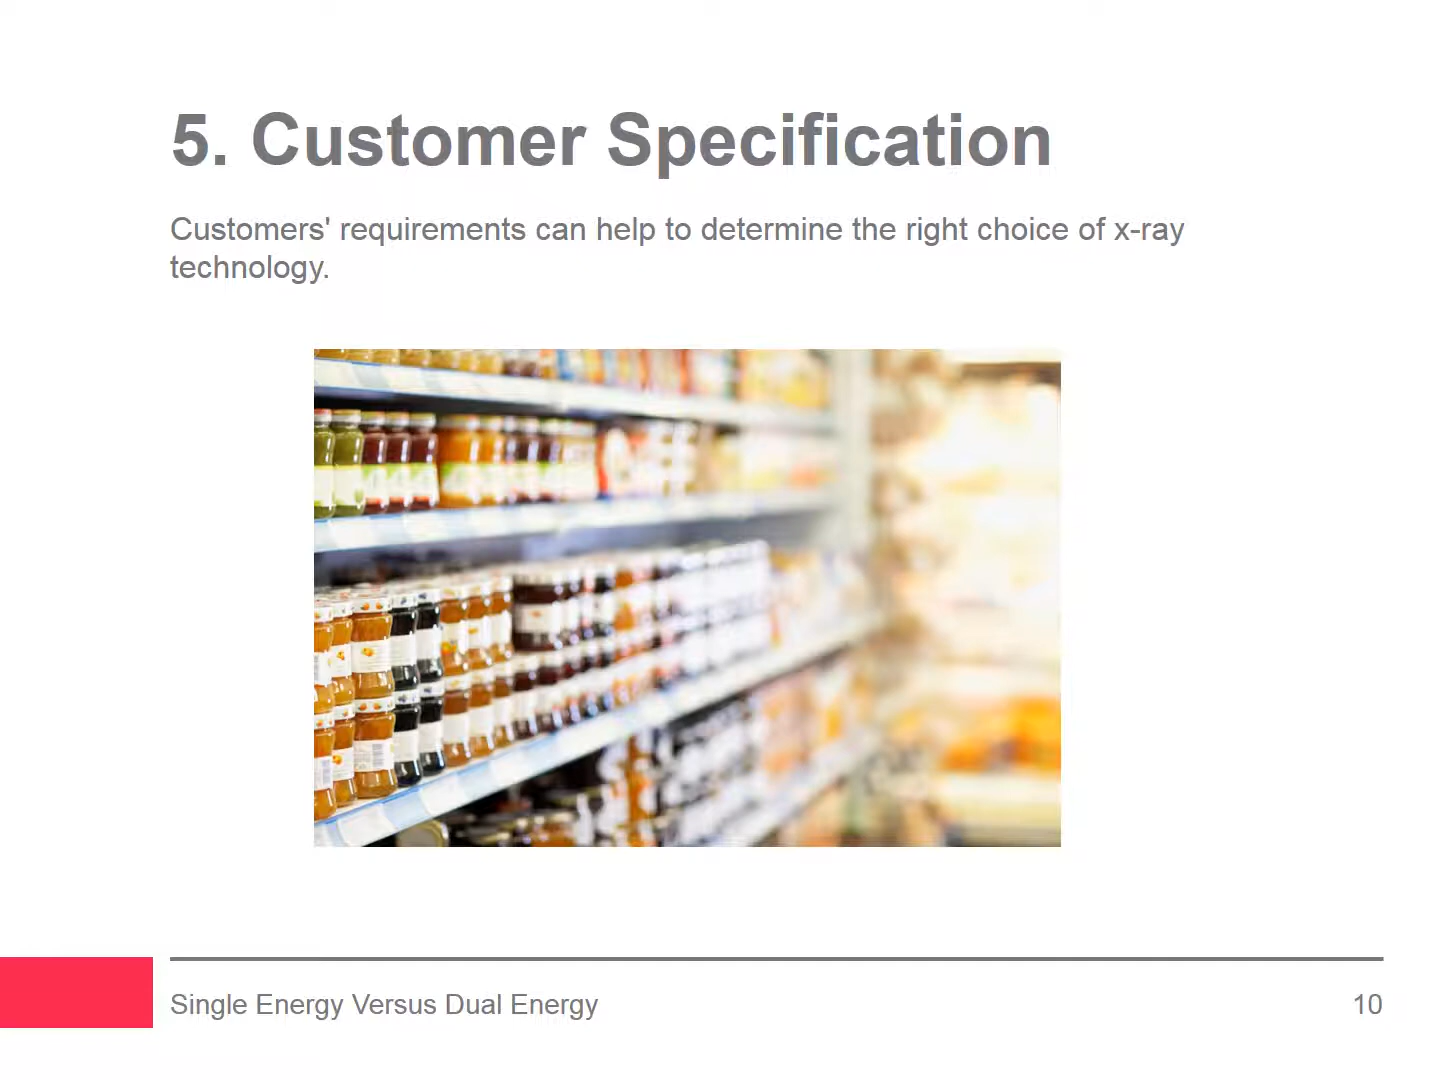 5. Customer Specification
Customers' requirements can help to determine the right choice of x-ray
technology.
Single Energy Versus Dual Energy
10